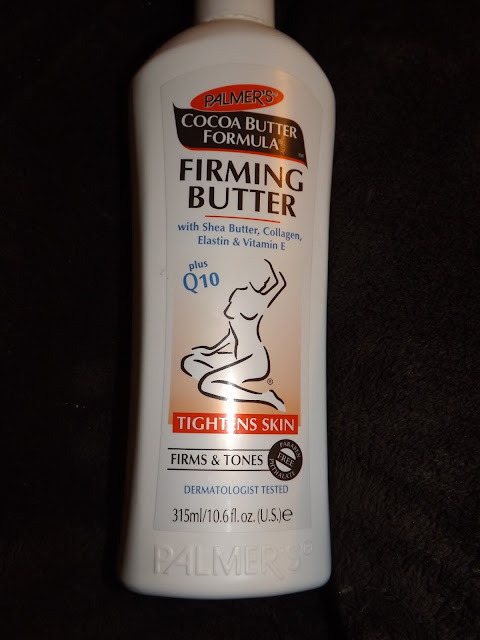 PALMER'S®
COCOA BUTTER
FORMULA
FIRMING
BUTTER
with Shea Butter, Collagen,
Elastin & Vitamin E
plus
Q10
®
TIGHTENS SKIN
FIRMS & TONES
PARABEN
FREE
PHTHALATE
DERMATOLOGIST TESTED
315ml/10.6 fl. oz. (U.S.)℮
PALMER'S®